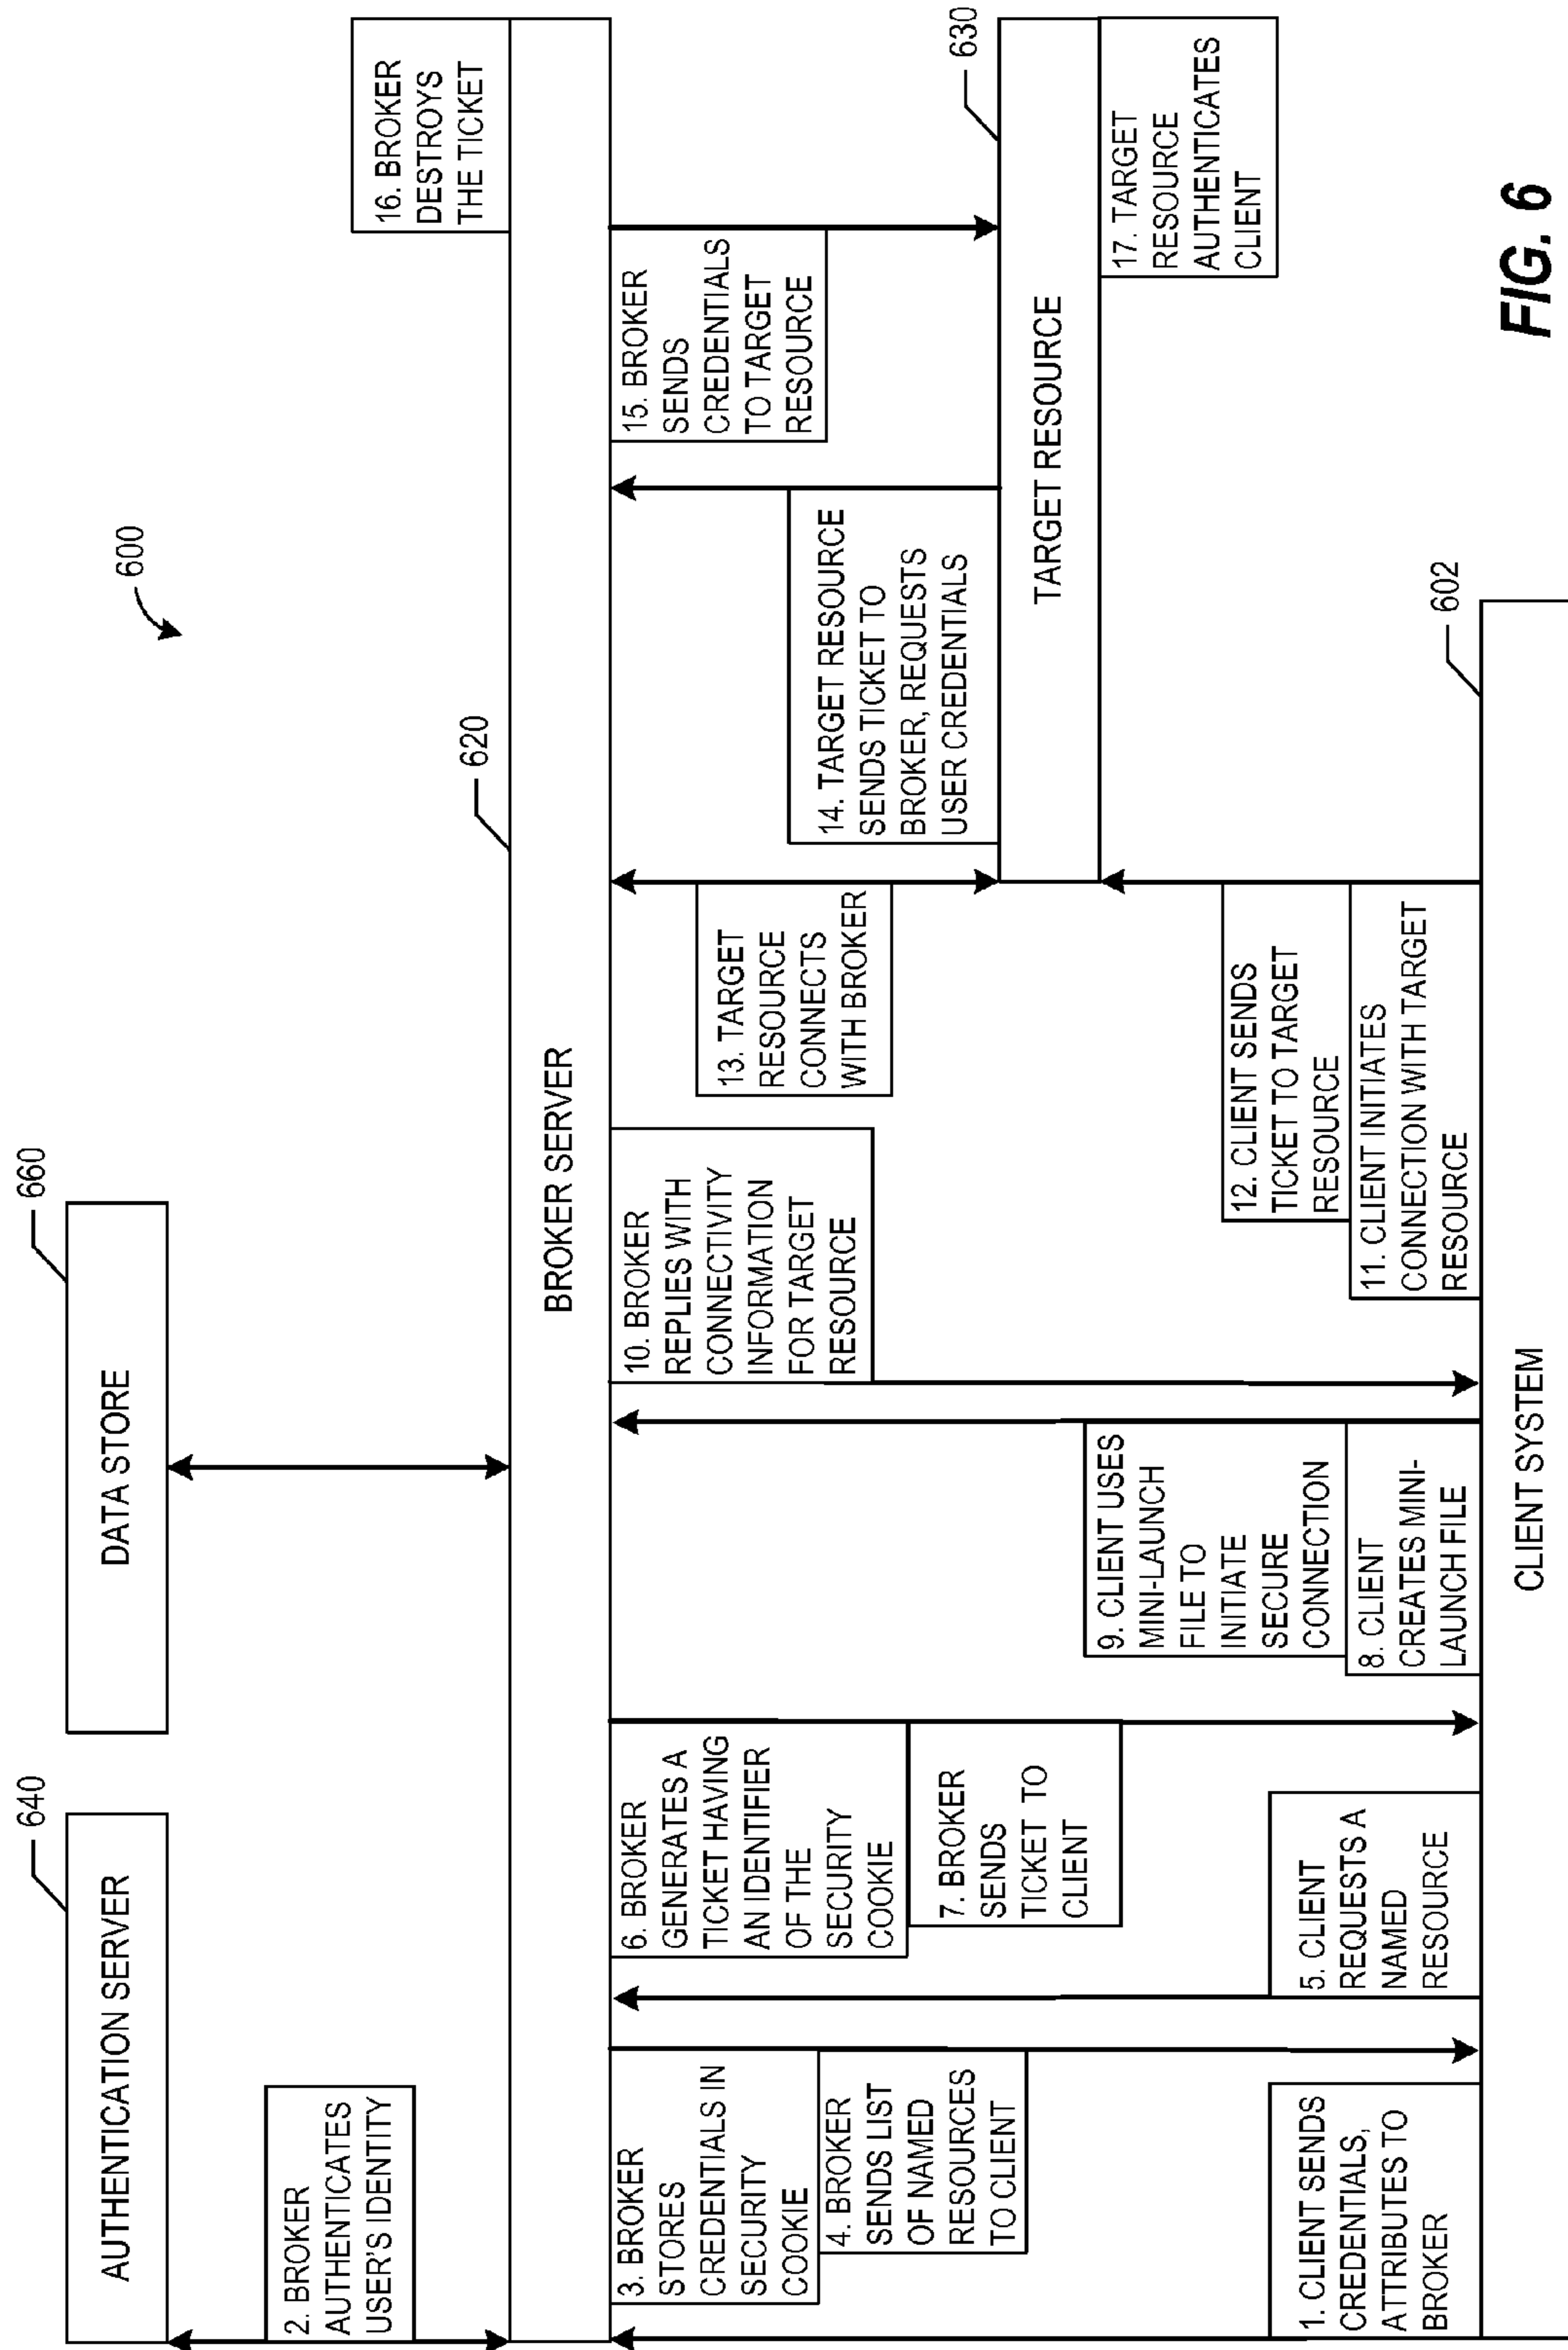 600
640
AUTHENTICATION SERVER
660
DATA STORE
2. BROKER
AUTHENTICATES
USER'S IDENTITY
620
BROKER SERVER
16. BROKER
DESTROYS
THE TICKET
3. BROKER
STORES
CREDENTIALS IN
SECURITY
COOKIE
4. BROKER
SENDS LIST
OF NAMED
RESOURCES
TO CLIENT
6. BROKER
GENERATES A
TICKET HAVING
AN IDENTIFIER
OF THE
SECURITY
COOKIE
7. BROKER
SENDS
TICKET TO
CLIENT
10. BROKER
REPLIES WITH
CONNECTIVITY
INFORMATION
FOR TARGET
RESOURCE
13. TARGET
RESOURCE
CONNECTS
WITH BROKER
14. TARGET RESOURCE
SENDS TICKET TO
BROKER, REQUESTS
USER CREDENTIALS
15. BROKER
SENDS
CREDENTIALS
TO TARGET
RESOURCE
630
TARGET RESOURCE
17. TARGET
RESOURCE
AUTHENTICATES
CLIENT
1. CLIENT SENDS
CREDENTIALS,
ATTRIBUTES TO
BROKER
5. CLIENT
REQUESTS A
NAMED
RESOURCE
9. CLIENT USES
MINI-LAUNCH
FILE TO
INITIATE
SECURE
CONNECTION
8. CLIENT
CREATES MINI-
LAUNCH FILE
12. CLIENT SENDS
TICKET TO TARGET
RESOURCE
11. CLIENT INITIATES
CONNECTION WITH TARGET
RESOURCE
602
CLIENT SYSTEM
FIG. 6